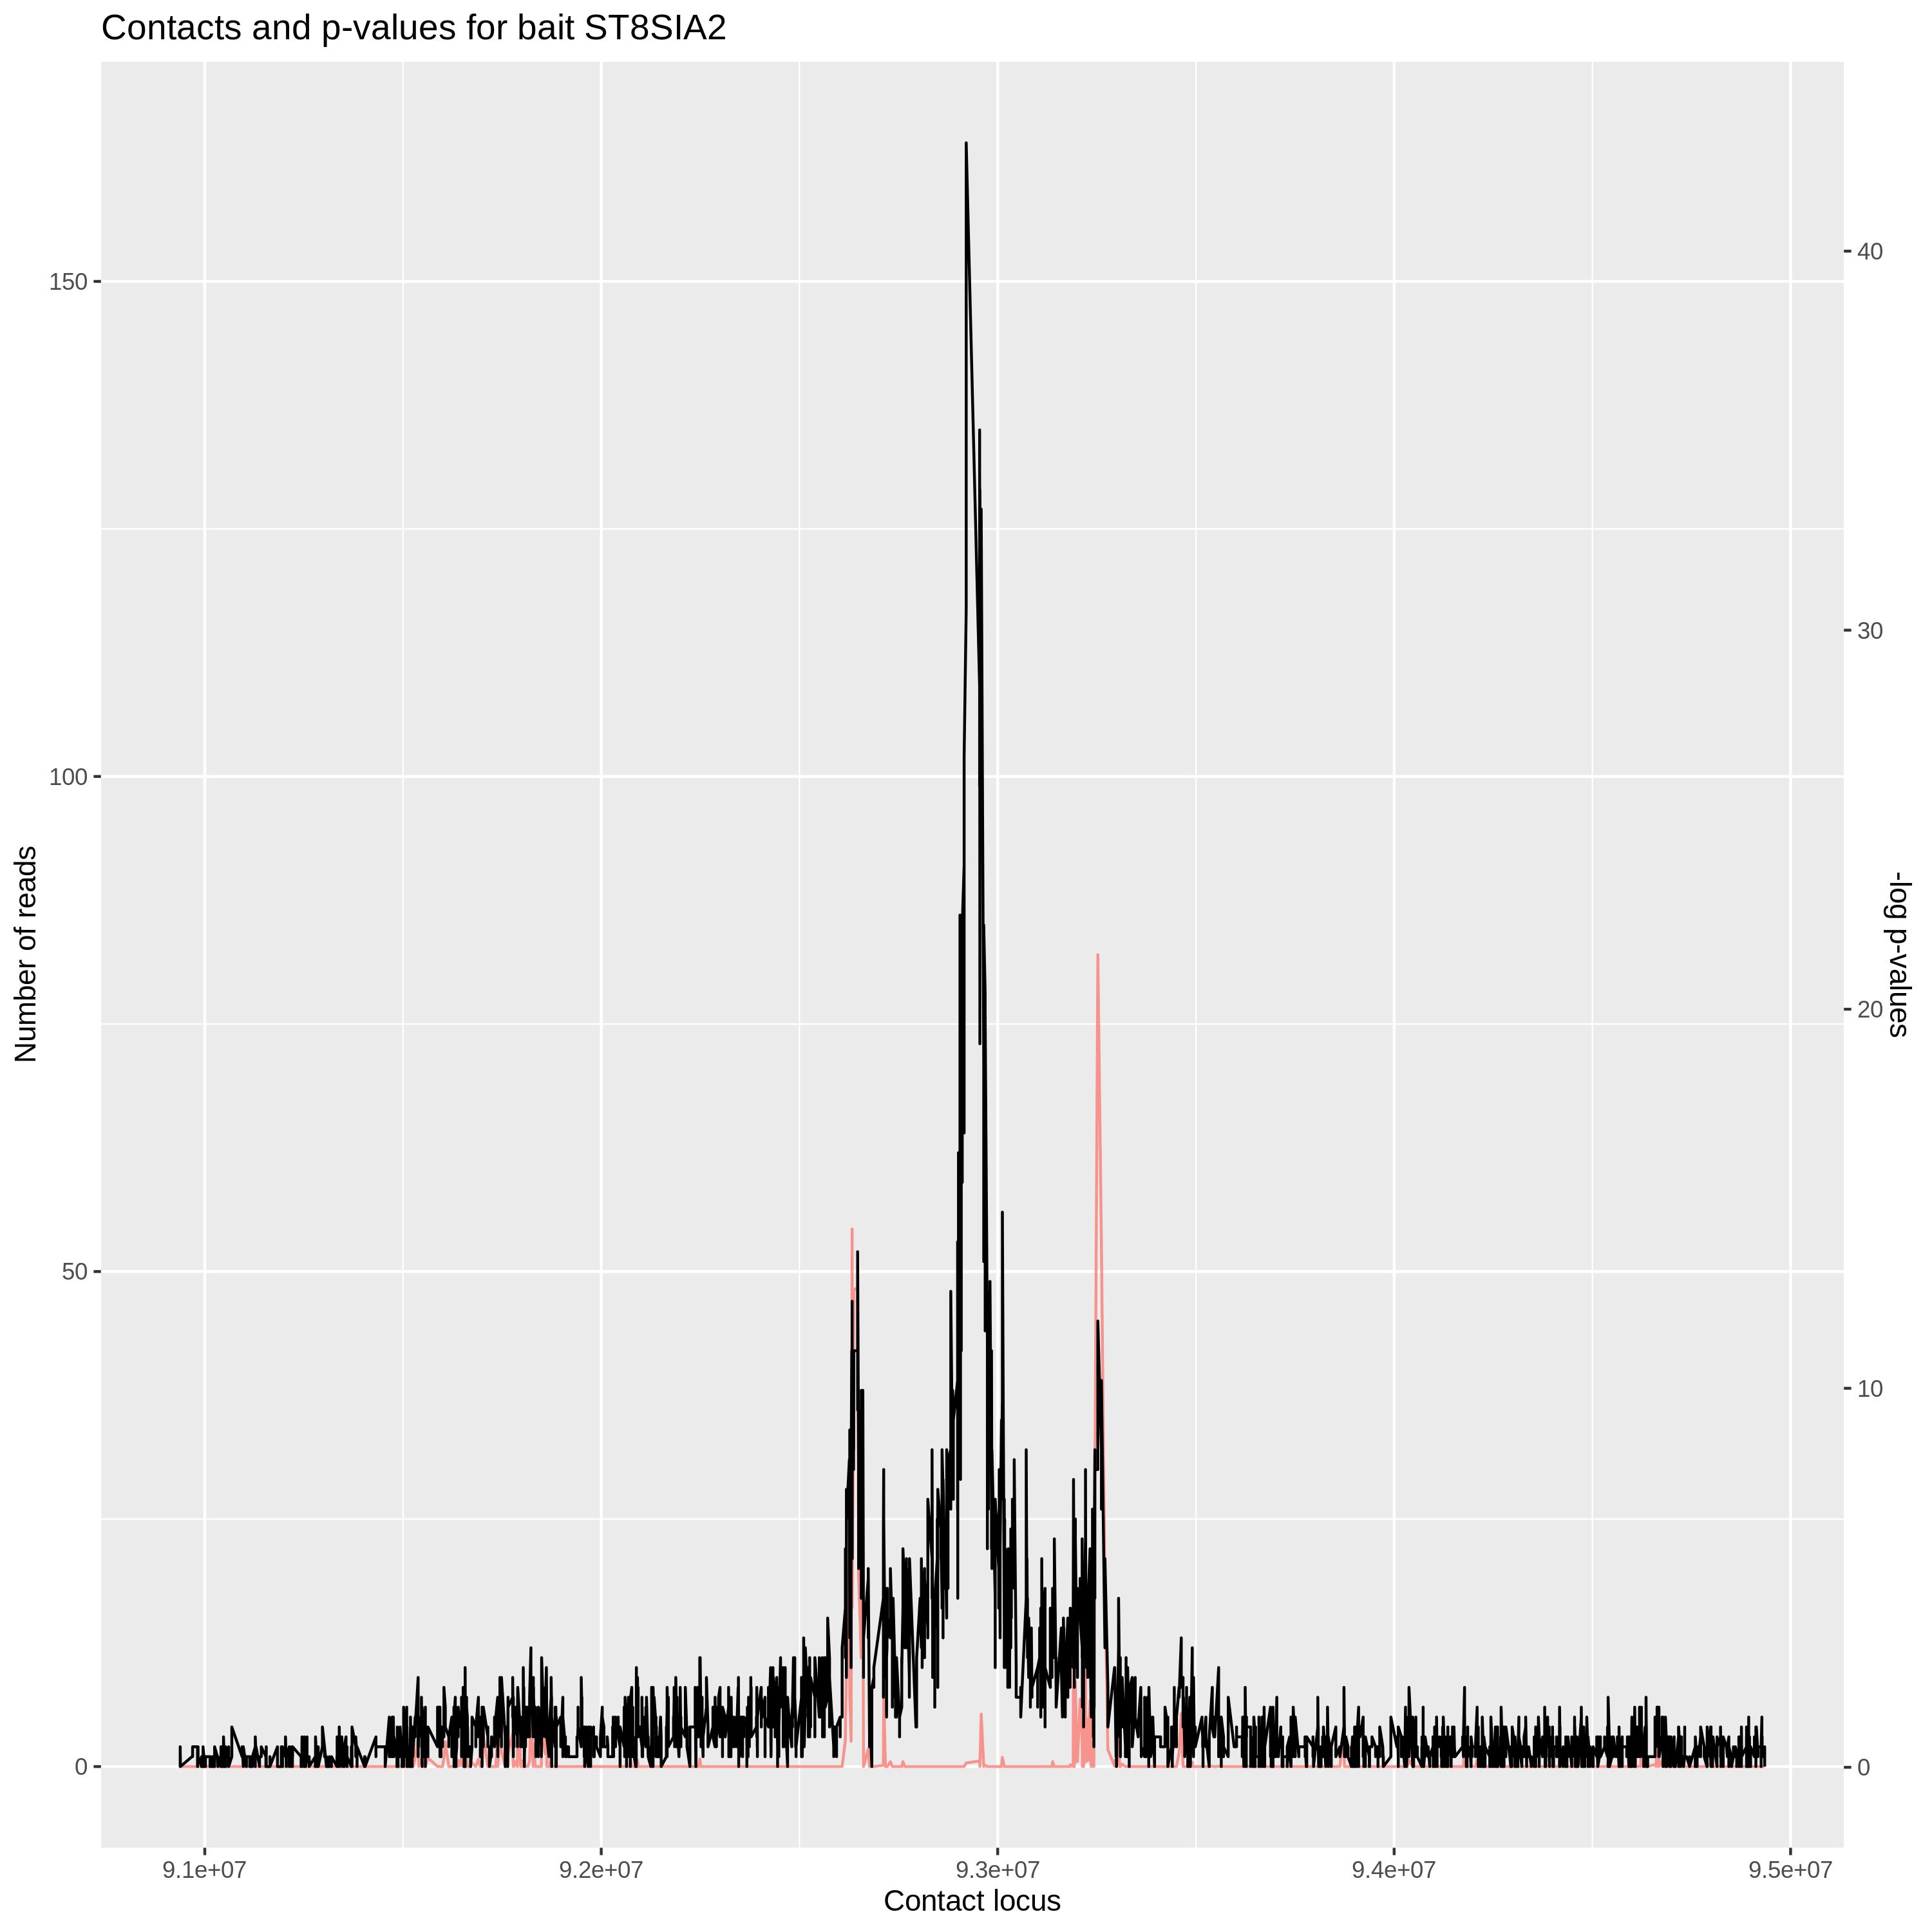 Contacts and p-values for bait ST8SIA2
150
100
50
0
Number of reads
40
30
20
10
0
-log p-values
9.1e+07
9.2e+07
9.3e+07
9.4e+07
9.5e+07
Contact locus